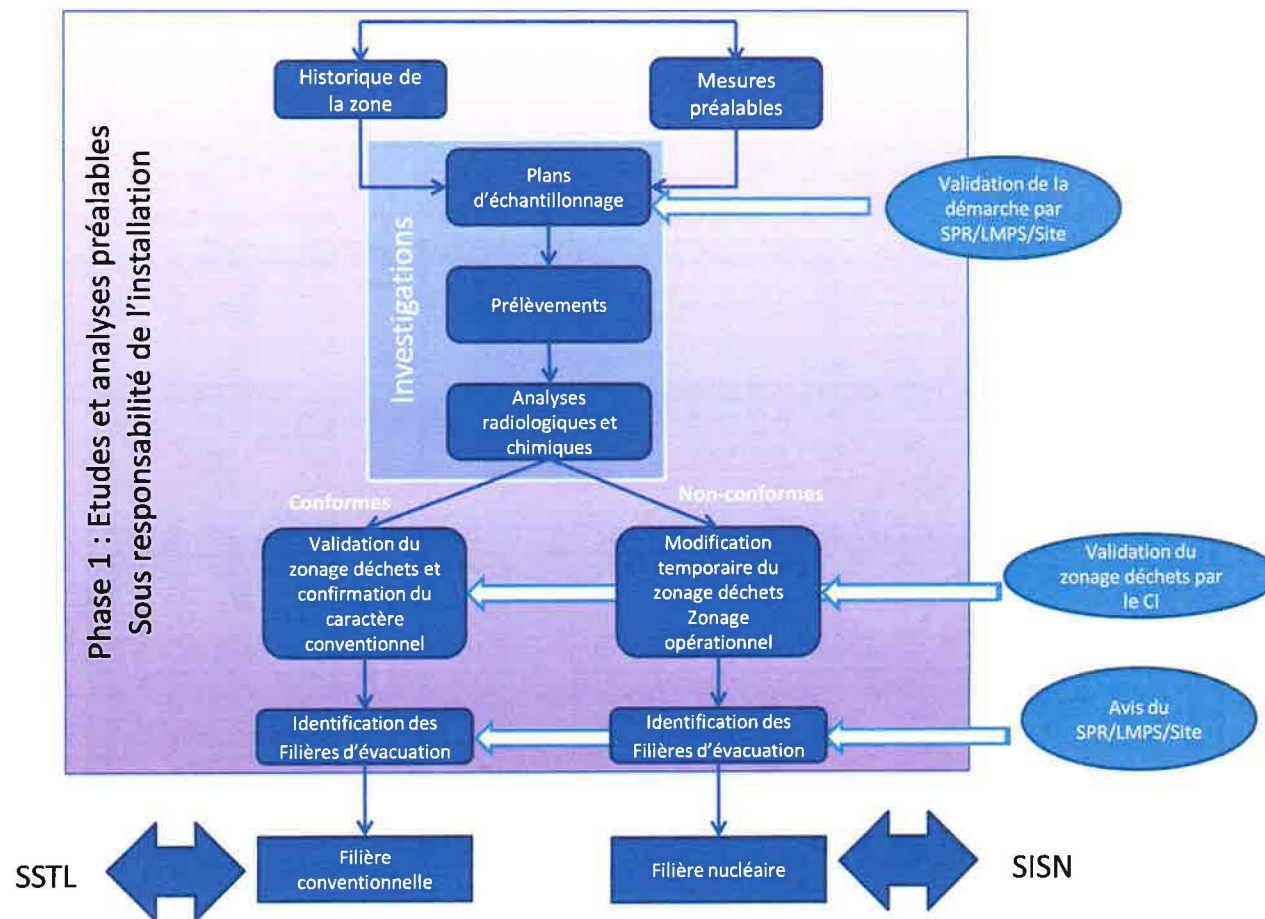 Phase 1 : Etudes et analyses préalables
Sous responsabilité de l'installation
Historique de
la zone
Mesures
préalables
Investigations
Plans
d'échantillonnage
Validation de la
démarche par
SPR/LMPS/Site
Prélèvements
Analyses
radiologiques et
chimiques
Conformes
Non-conformes
Validation du
zonage déchets et
confirmation du
caractère
conventionnel
Modification
temporaire du
zonage déchets
Zonage
opérationnel
Validation du
zonage déchets par
le CI
Identification des
Filières d'évacuation
Identification des
Filières d'évacuation
Avis du
SPR/LMPS/Site
SSTL
Filière
conventionnelle
Filière nucléaire
SISN